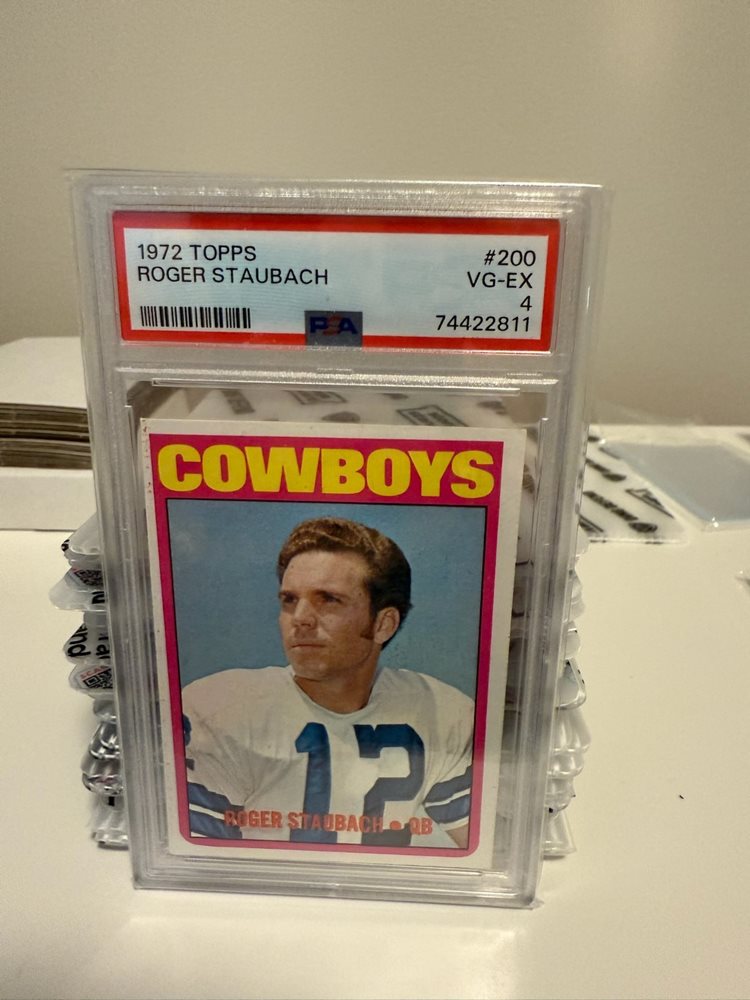 1972 TOPPS
ROGER STAUBACH
#200
VG-EX
4
74422811
PSA
COWBOYS
12
ROGER STAUBACH • QB